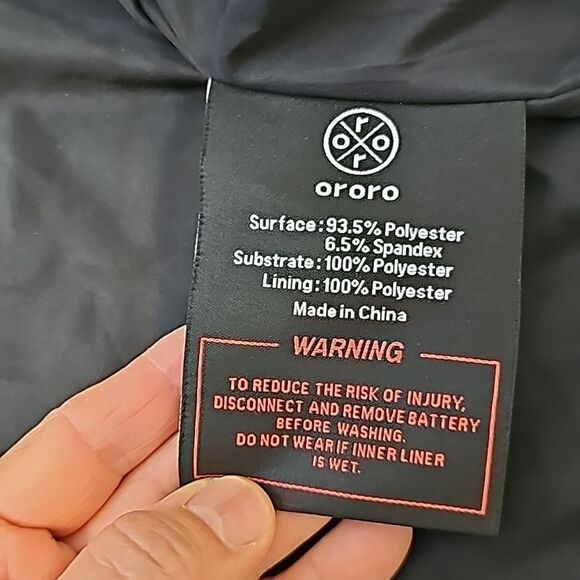 r
o o
r
ororo
Surface:93.5% Polyester
6.5% Spandex
Substrate:100% Polyester
Lining:100% Polyester
Made in China
WARNING
TO REDUCE THE RISK OF INJURY,
DISCONNECT AND REMOVE BATTERY
BEFORE WASHING.
DO NOT WEAR IF INNER LINER
IS WET.